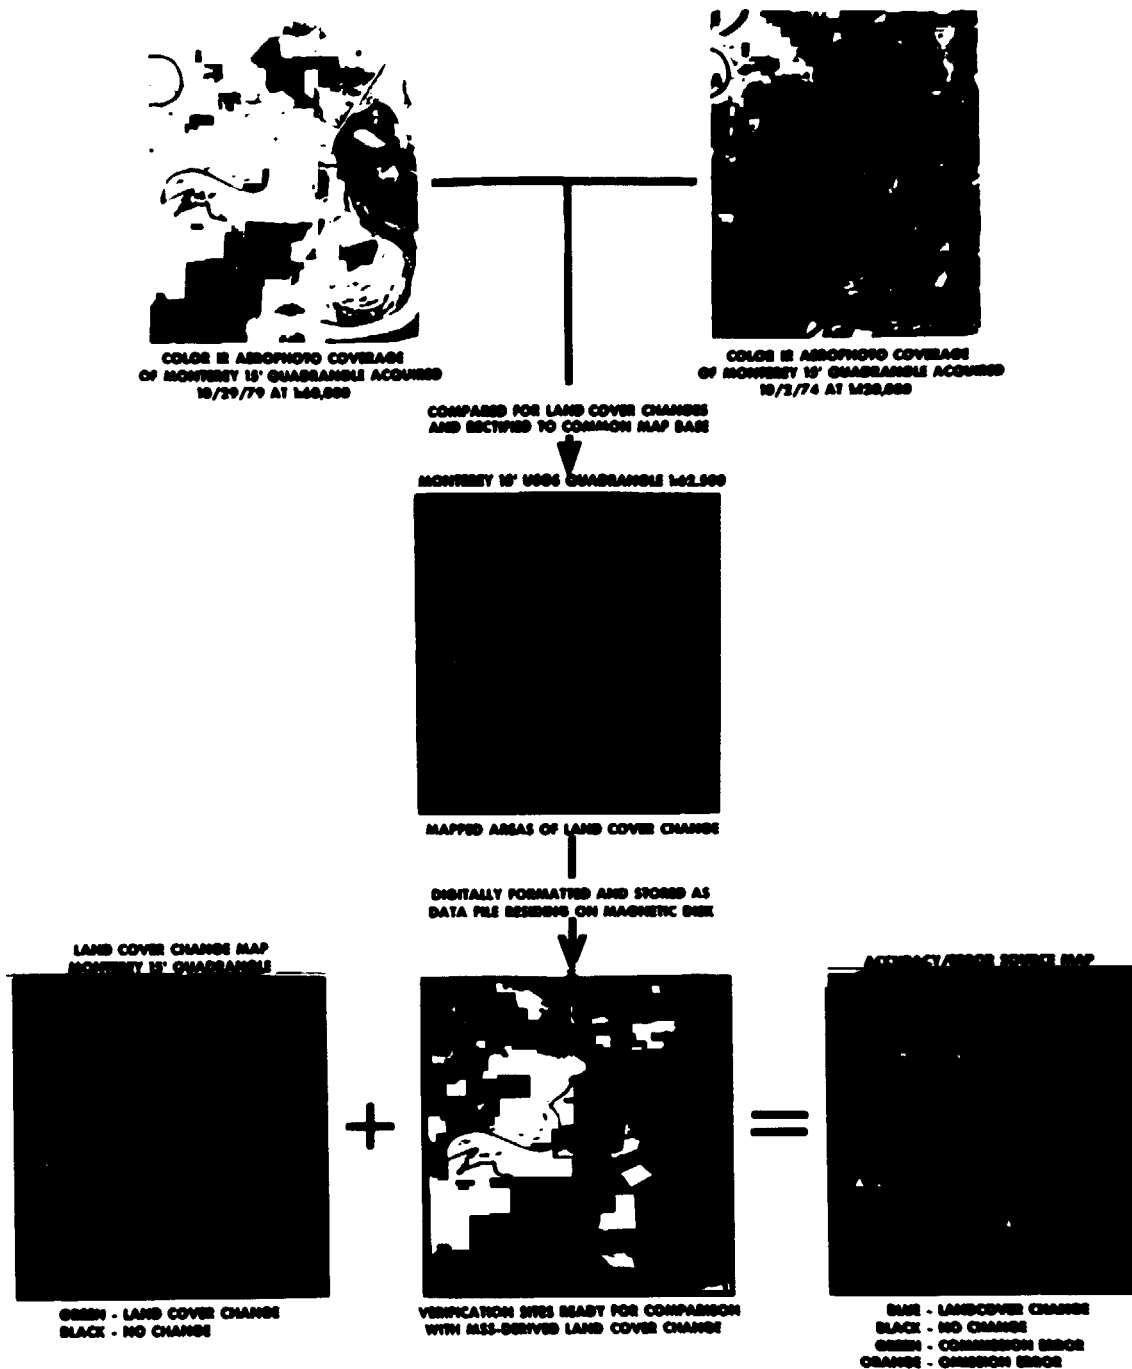 COLOR IR AEROPHOTO COVERAGE
OF MONTEREY 15' QUADRANGLE ACQUIRED
10/29/79 AT 1:60,000
COLOR IR AEROPHOTO COVERAGE
OF MONTEREY 15' QUADRANGLE ACQUIRED
10/2/74 AT 1:120,000
COMPARED FOR LAND COVER CHANGES
AND RECTIFIED TO COMMON MAP BASE
MONTEREY 15' USGS QUADRANGLE 1:62,500
MAPPED AREAS OF LAND COVER CHANGE
DIGITALLY FORMATTED AND STORED AS
DATA FILE RESIDING ON MAGNETIC DISK
LAND COVER CHANGE MAP
MONTEREY 15' QUADRANGLE
GREEN - LAND COVER CHANGE
BLACK - NO CHANGE
+
VERIFICATION SITES READY FOR COMPARISON
WITH MSS-DERIVED LAND COVER CHANGE
=
ACCURACY/ERROR SOURCE MAP
BLUE - LANDCOVER CHANGE
BLACK - NO CHANGE
GREEN - COMMISSION ERROR
ORANGE - OMISSION ERROR